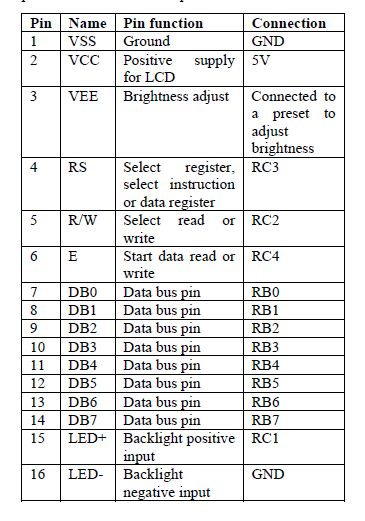 Pin Name Pin function Connection
1 VSS Ground GND
2 VCC Positive supply 5V
for LCD
3 VEE Brightness adjust Connected to
a preset to
adjust
brightness
4 RS Select register, RC3
select instruction
or data register
5 R/W Select read or RC2
write
6 E Start data read or RC4
write
7 DB0 Data bus pin RB0
8 DB1 Data bus pin RB1
9 DB2 Data bus pin RB2
10 DB3 Data bus pin RB3
11 DB4 Data bus pin RB4
12 DB5 Data bus pin RB5
13 DB6 Data bus pin RB6
14 DB7 Data bus pin RB7
15 LED+ Backlight positive RC1
input
16 LED- Backlight GND
negative input